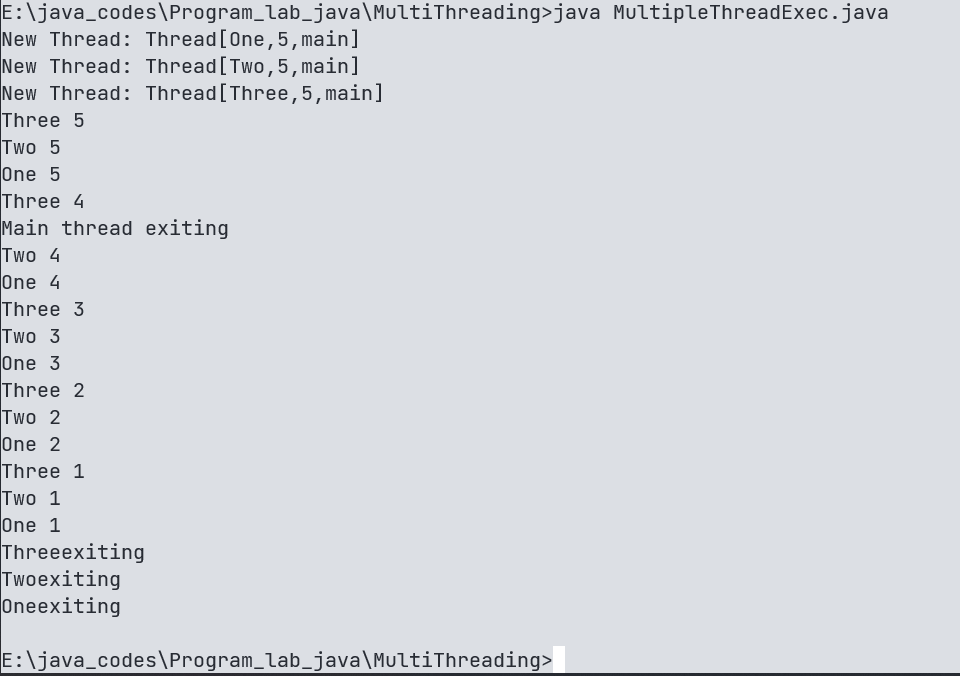 E:\java_codes\Program_lab_java\MultiThreading>java MultipleThreadExec.java
New Thread: Thread[One,5,main]
New Thread: Thread[Two,5,main]
New Thread: Thread[Three,5,main]
Three 5
Two 5
One 5
Three 4
Main thread exiting
Two 4
One 4
Three 3
Two 3
One 3
Three 2
Two 2
One 2
Three 1
Two 1
One 1
Threeexiting
Twoexiting
Oneexiting
E:\java_codes\Program_lab_java\MultiThreading>